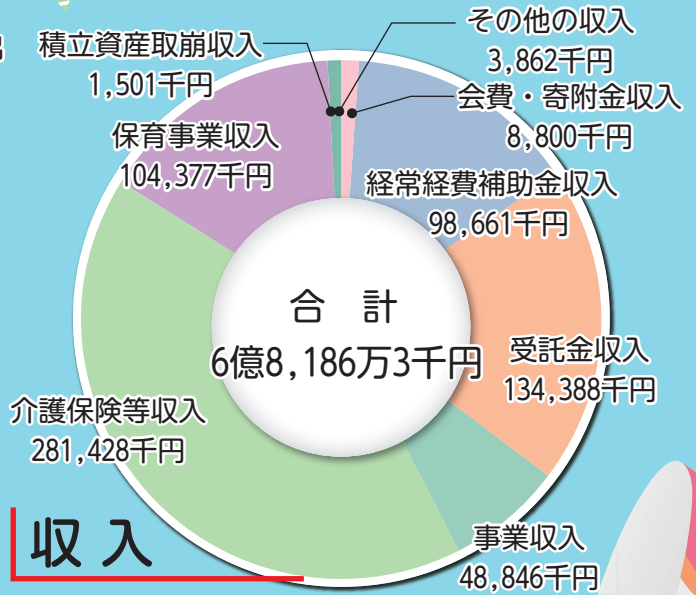 その他の収入
3,862千円
積立資産取崩収入
1,501千円
会費・寄附金収入
8,800千円
保育事業収入
104,377千円
経常経費補助金収入
98,661千円
合 計
6億8,186万3千円
受託金収入
134,388千円
介護保険等収入
281,428千円
事業収入
48,846千円
収入